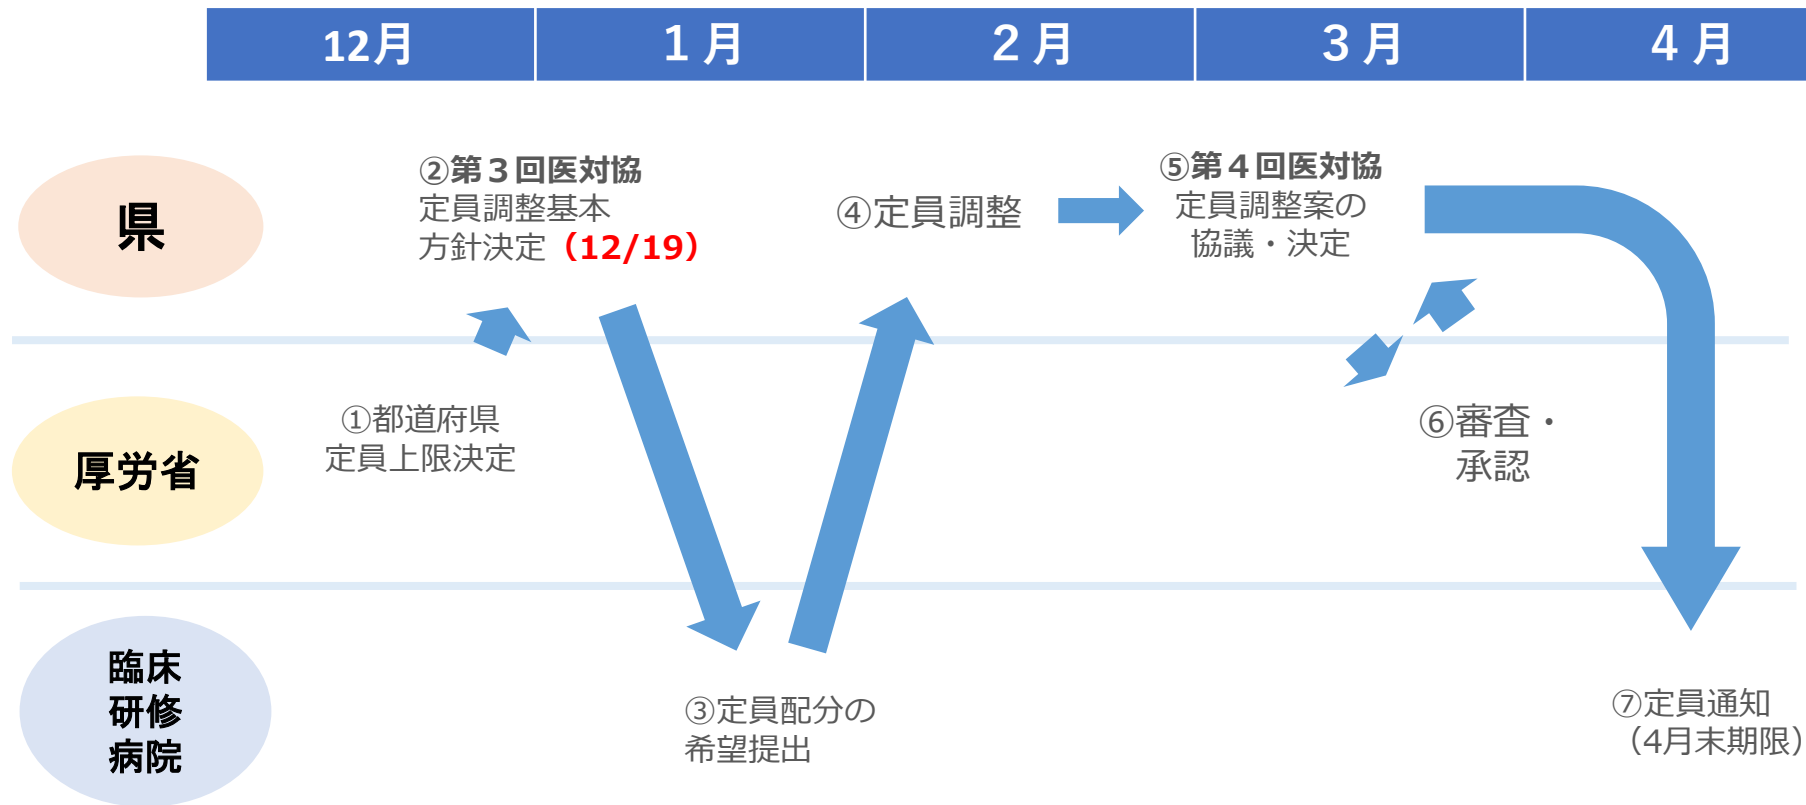 12月
１月
２月
３月
４月
県
②第３回医対協
定員調整基本
方針決定（12/19）
④定員調整
⑤第４回医対協
定員調整案の
協議・決定
厚労省
①都道府県
定員上限決定
⑥審査・
承認
臨床
研修
病院
③定員配分の
希望提出
⑦定員通知
（4月末期限）